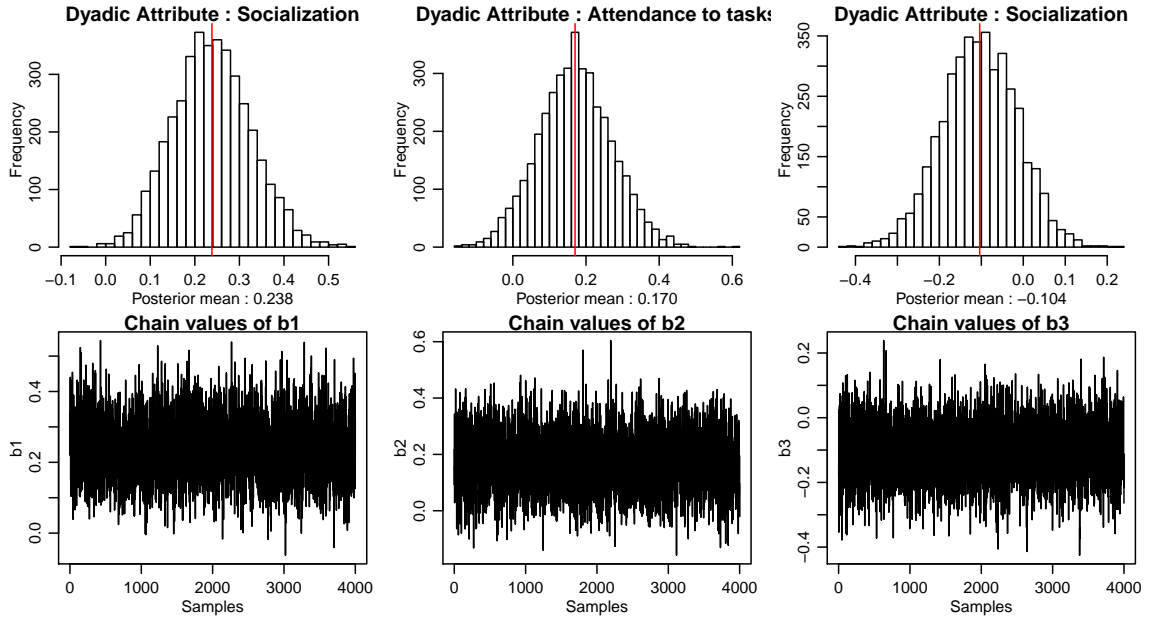 Dyadic Attribute : Socialization
Frequency
0 100 200 300
−0.1 0.0 0.1 0.2 0.3 0.4 0.5
Posterior mean : 0.238
Dyadic Attribute : Attendance to tasks
Frequency
0 100 200 300
0.0 0.2 0.4 0.6
Posterior mean : 0.170
Dyadic Attribute : Socialization
Frequency
0 50 150 250 350
−0.4 −0.2 0.0 0.2
Posterior mean : −0.104
Chain values of b1
b1
0.0 0.2 0.4
0 1000 2000 3000 4000
Samples
Chain values of b2
b2
0.0 0.2 0.4 0.6
0 1000 2000 3000 4000
Samples
Chain values of b3
b3
−0.4 −0.2 0.0 0.2
0 1000 2000 3000 4000
Samples